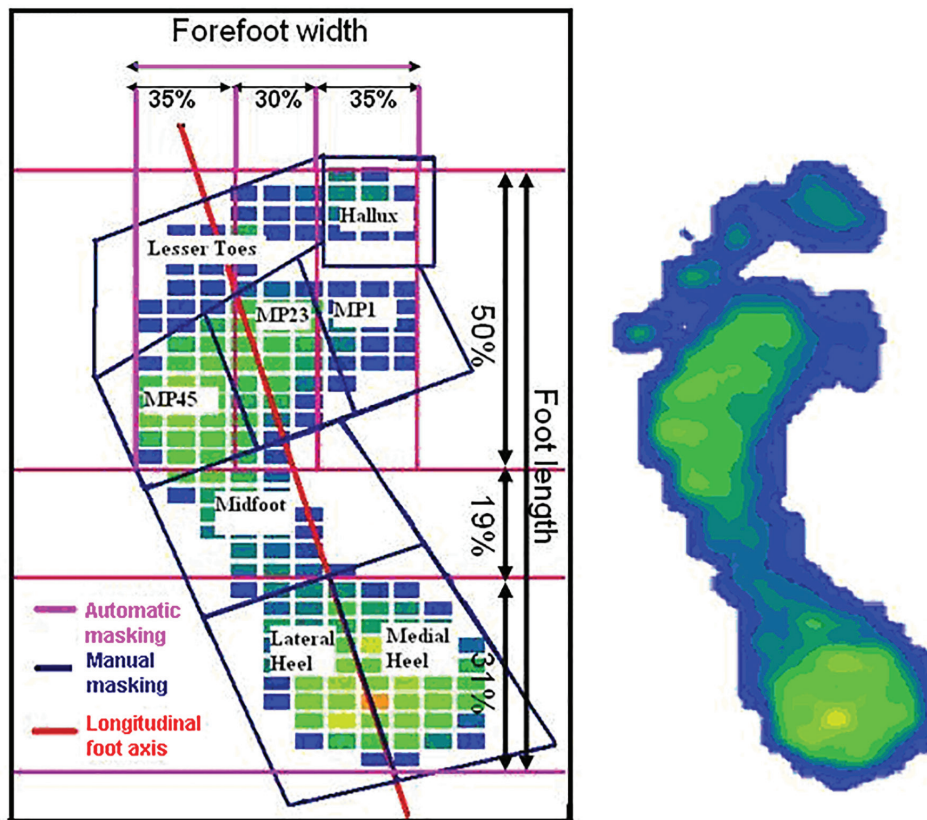 Forefoot width
35%
30%
35%
Hallux
Lesser Toes
MP23
MP1
50%
MP45
Foot length
Midfoot
19%
Automatic
masking
Manual
masking
Longitudinal
foot axis
Lateral
Heel
Medial
Heel
31%